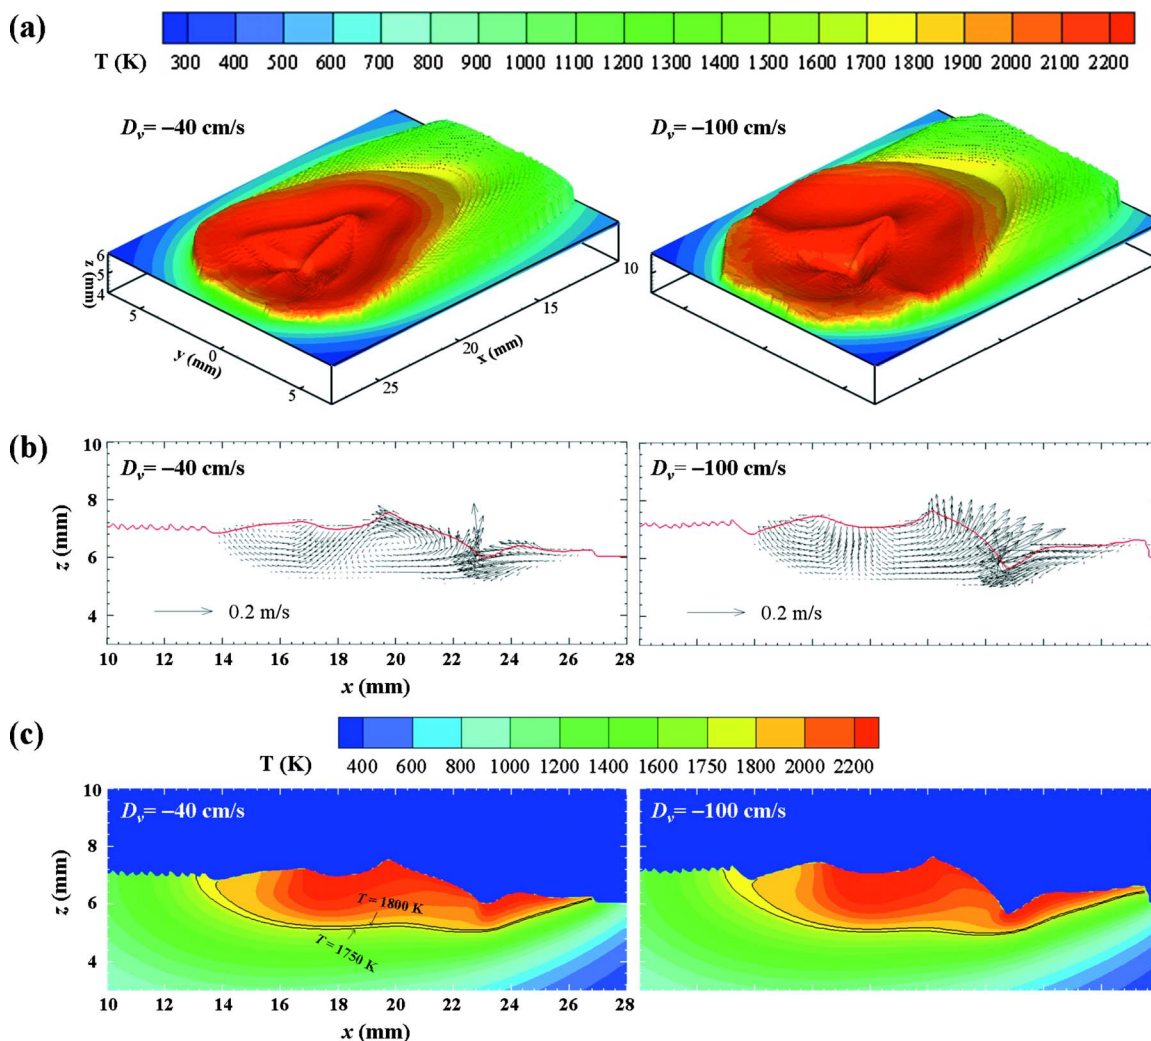 (a)
T (K) 300 400 500 600 700 800 900 1000 1100 1200 1300 1400 1500 1600 1700 1800 1900 2000 2100 2200
Dv= −40 cm/s
Dv= −100 cm/s
6
5
4
z (mm)
5
0
5
y (mm)
25
20
15
10
x (mm)
10
(b)
Dv= −40 cm/s
Dv= −100 cm/s
10
8
6
4
z (mm)
0.2 m/s
0.2 m/s
10 12 14 16 18 20 22 24 26 28
x (mm)
(c)
T (K) 400 600 800 1000 1400 1600 1750 1800 2000 2200
Dv= −40 cm/s
Dv= −100 cm/s
10
8
6
4
z (mm)
T = 1800 K
T = 1750 K
10 12 14 16 18 20 22 24 26 28
x (mm)